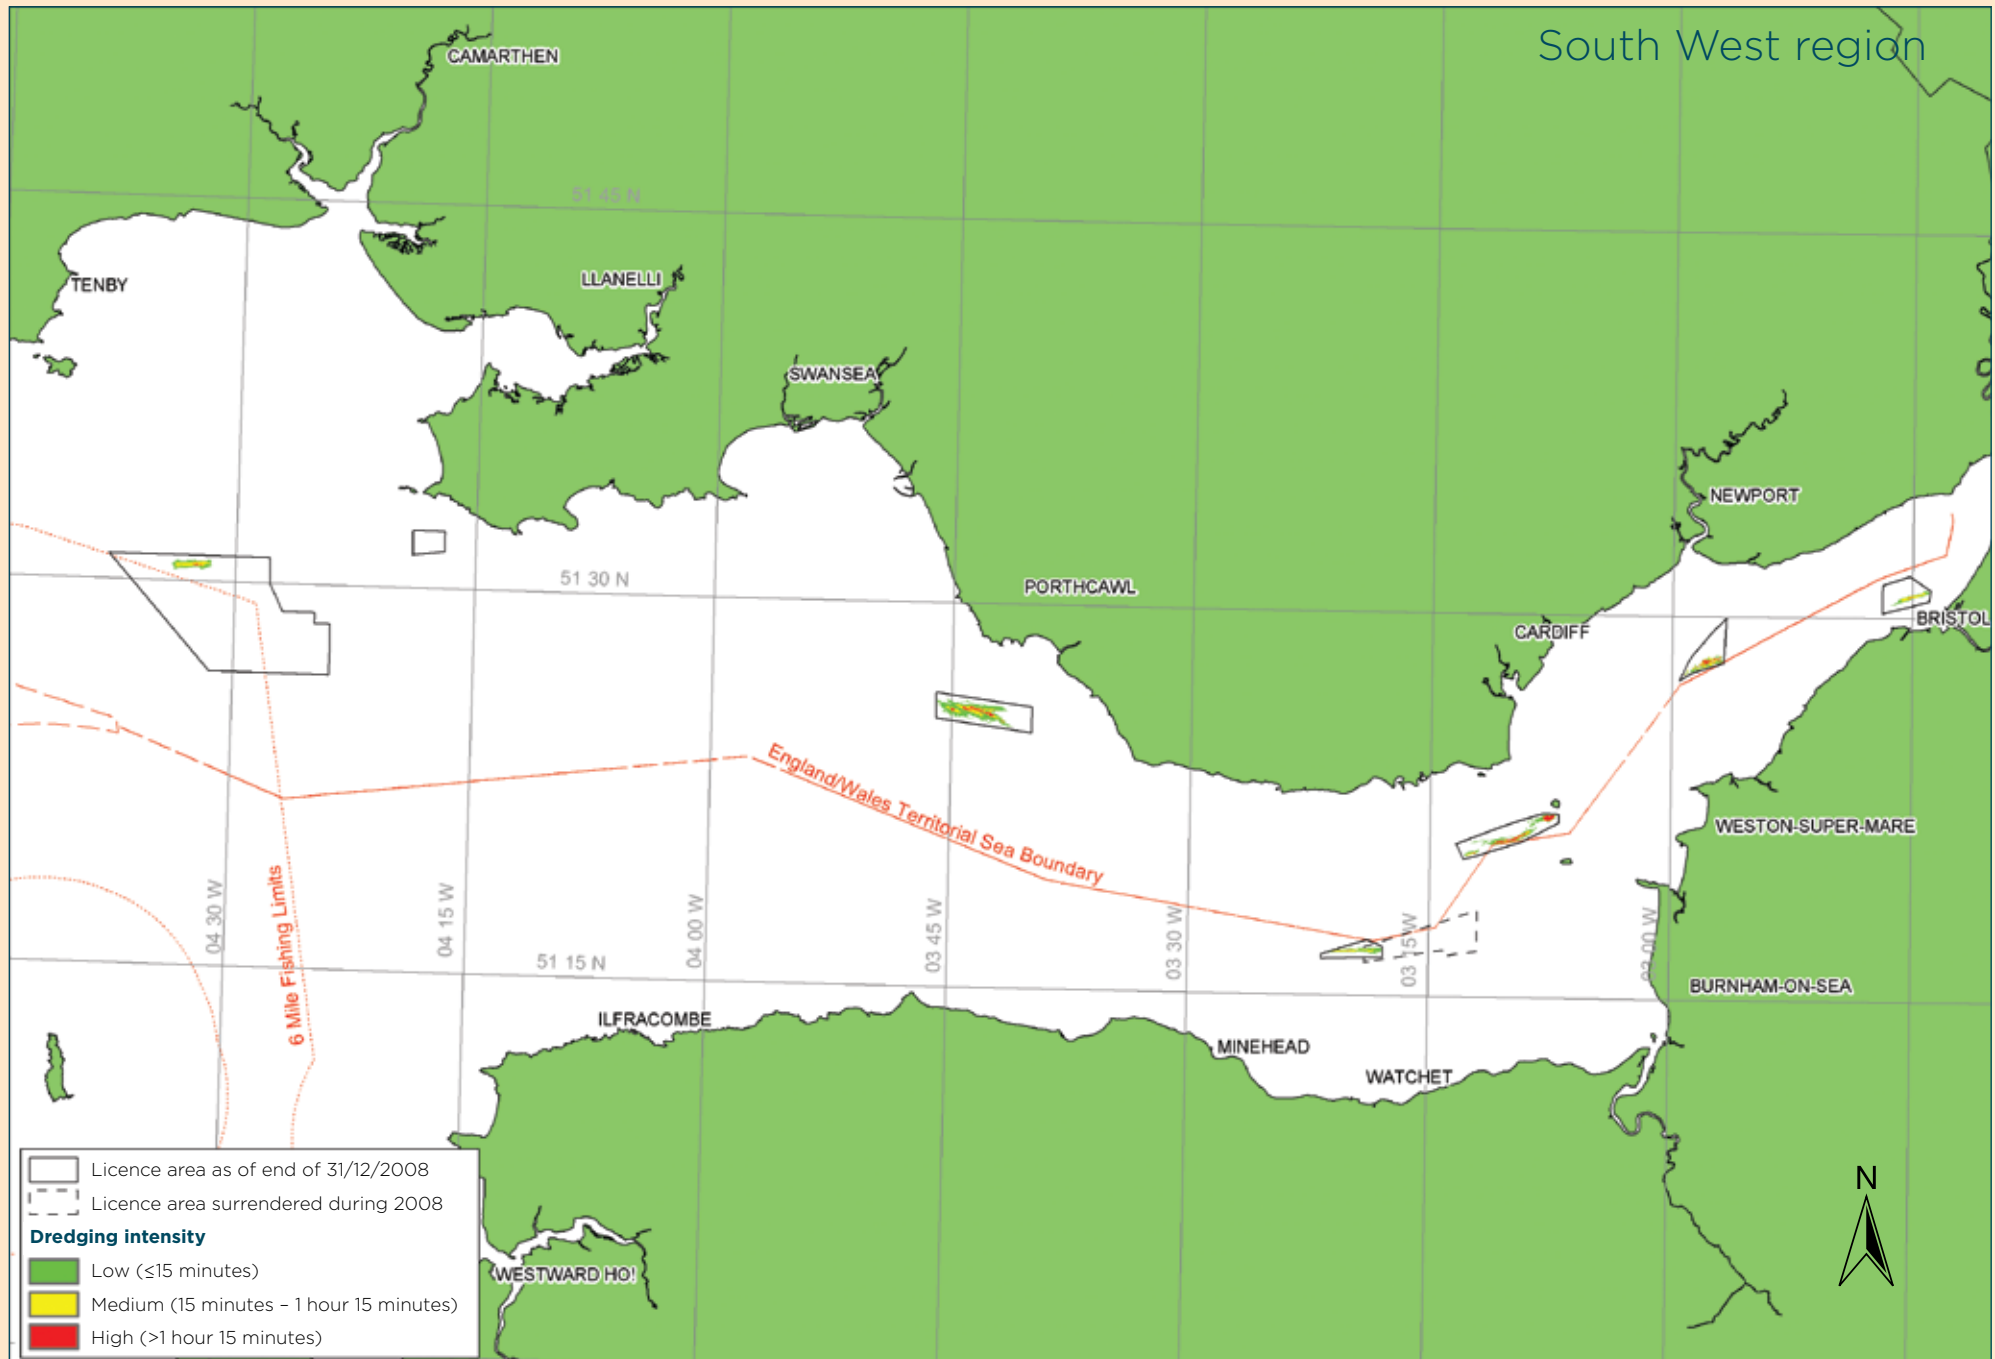 South West region
CAMARTHEN
51 45 N
TENBY
LLANELLI
SWANSEA
NEWPORT
51 30 N
PORTHCAWL
BRISTOL
CARDIFF
England/Wales Territorial Sea Boundary
WESTON-SUPER-MARE
6 Mile Fishing Limits
04 30 W
04 15 W
04 00 W
03 45 W
03 30 W
03 15 W
03 00 W
51 15 N
BURNHAM-ON-SEA
ILFRACOMBE
MINEHEAD
WATCHET
N
Licence area as of end of 31/12/2008
Licence area surrendered during 2008
Dredging intensity
Low (≤15 minutes)
Medium (15 minutes – 1 hour 15 minutes)
High (>1 hour 15 minutes)
WESTWARD HO!